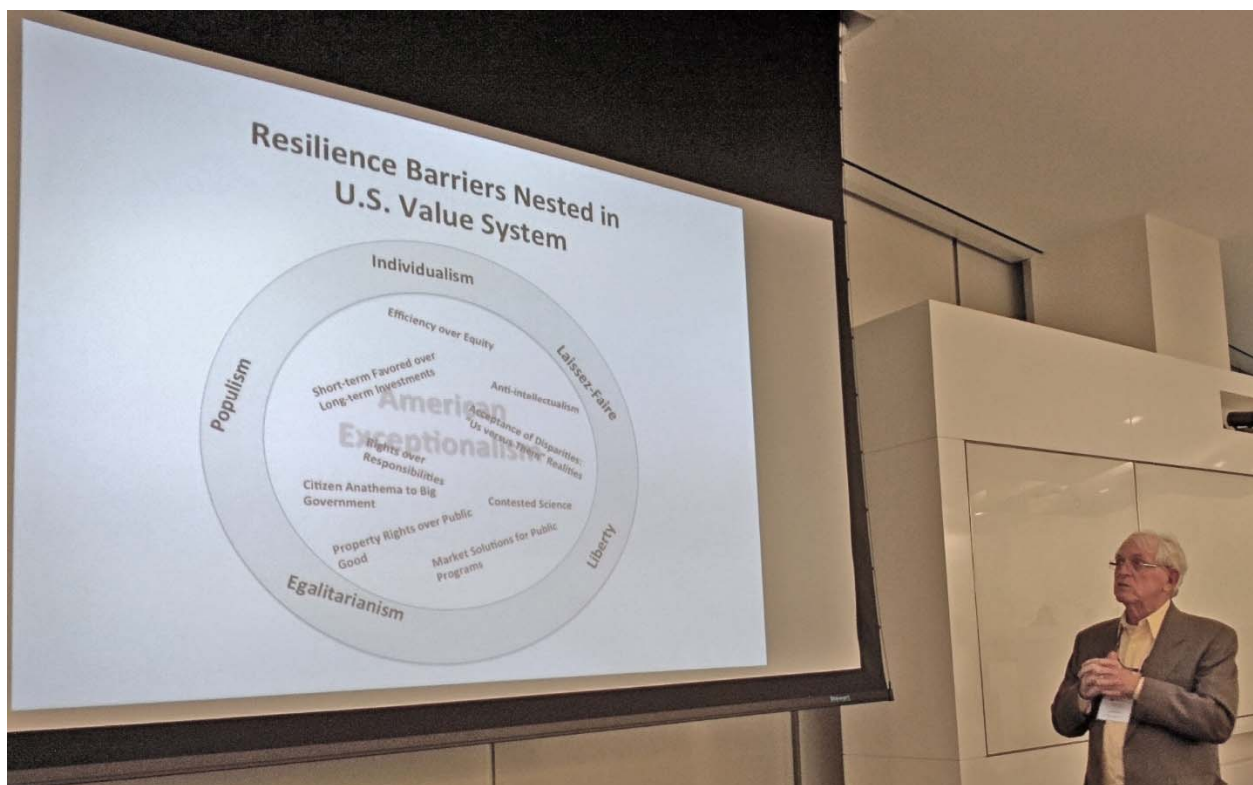 Resilience Barriers Nested in
U.S. Value System
Individualism
Efficiency over Equity
Laissez-Faire
Short-term Favored over
Long-term Investments
Anti-intellectualism
Populism
American
Exceptionalism
Acceptance of Disparities:
"Us versus Them" Realities
Rights over
Responsibilities
Citizen Anathema to Big
Government
Contested Science
Property Rights over Public
Good
Market Solutions for Public
Programs
Liberty
Egalitarianism